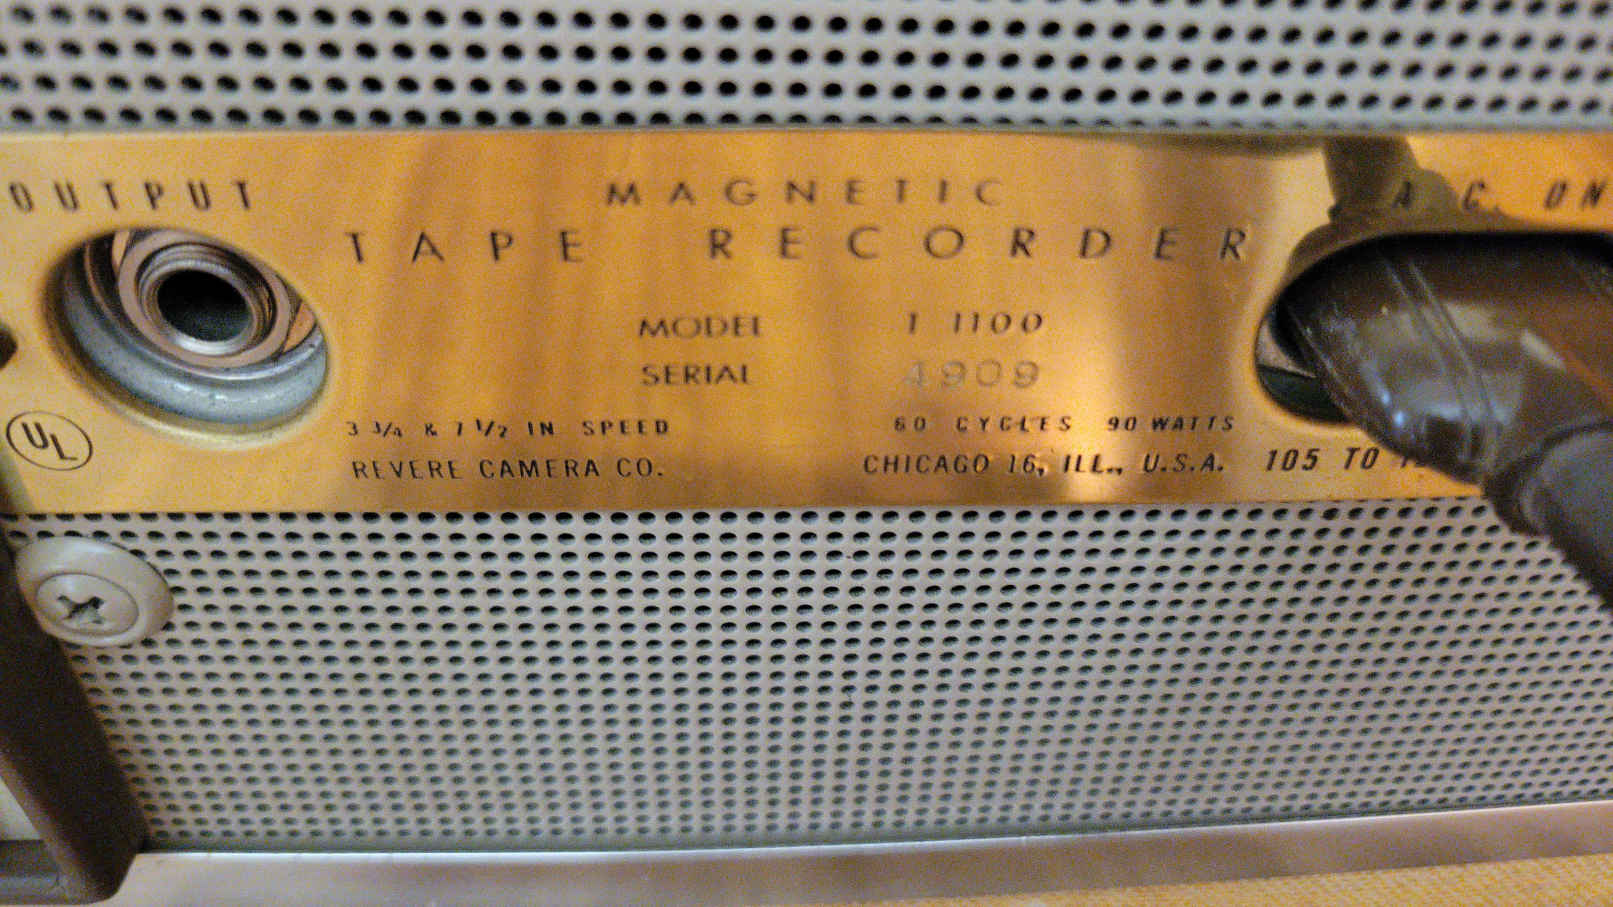 OUTPUT
MAGNETIC
TAPE RECORDER
A.C. ON
MODEL T 1100
SERIAL 4909
UL
3 3/4 & 7 1/2 IN SPEED
60 CYCLES 90 WATTS
REVERE CAMERA CO.
CHICAGO 16, ILL., U.S.A.
105 TO